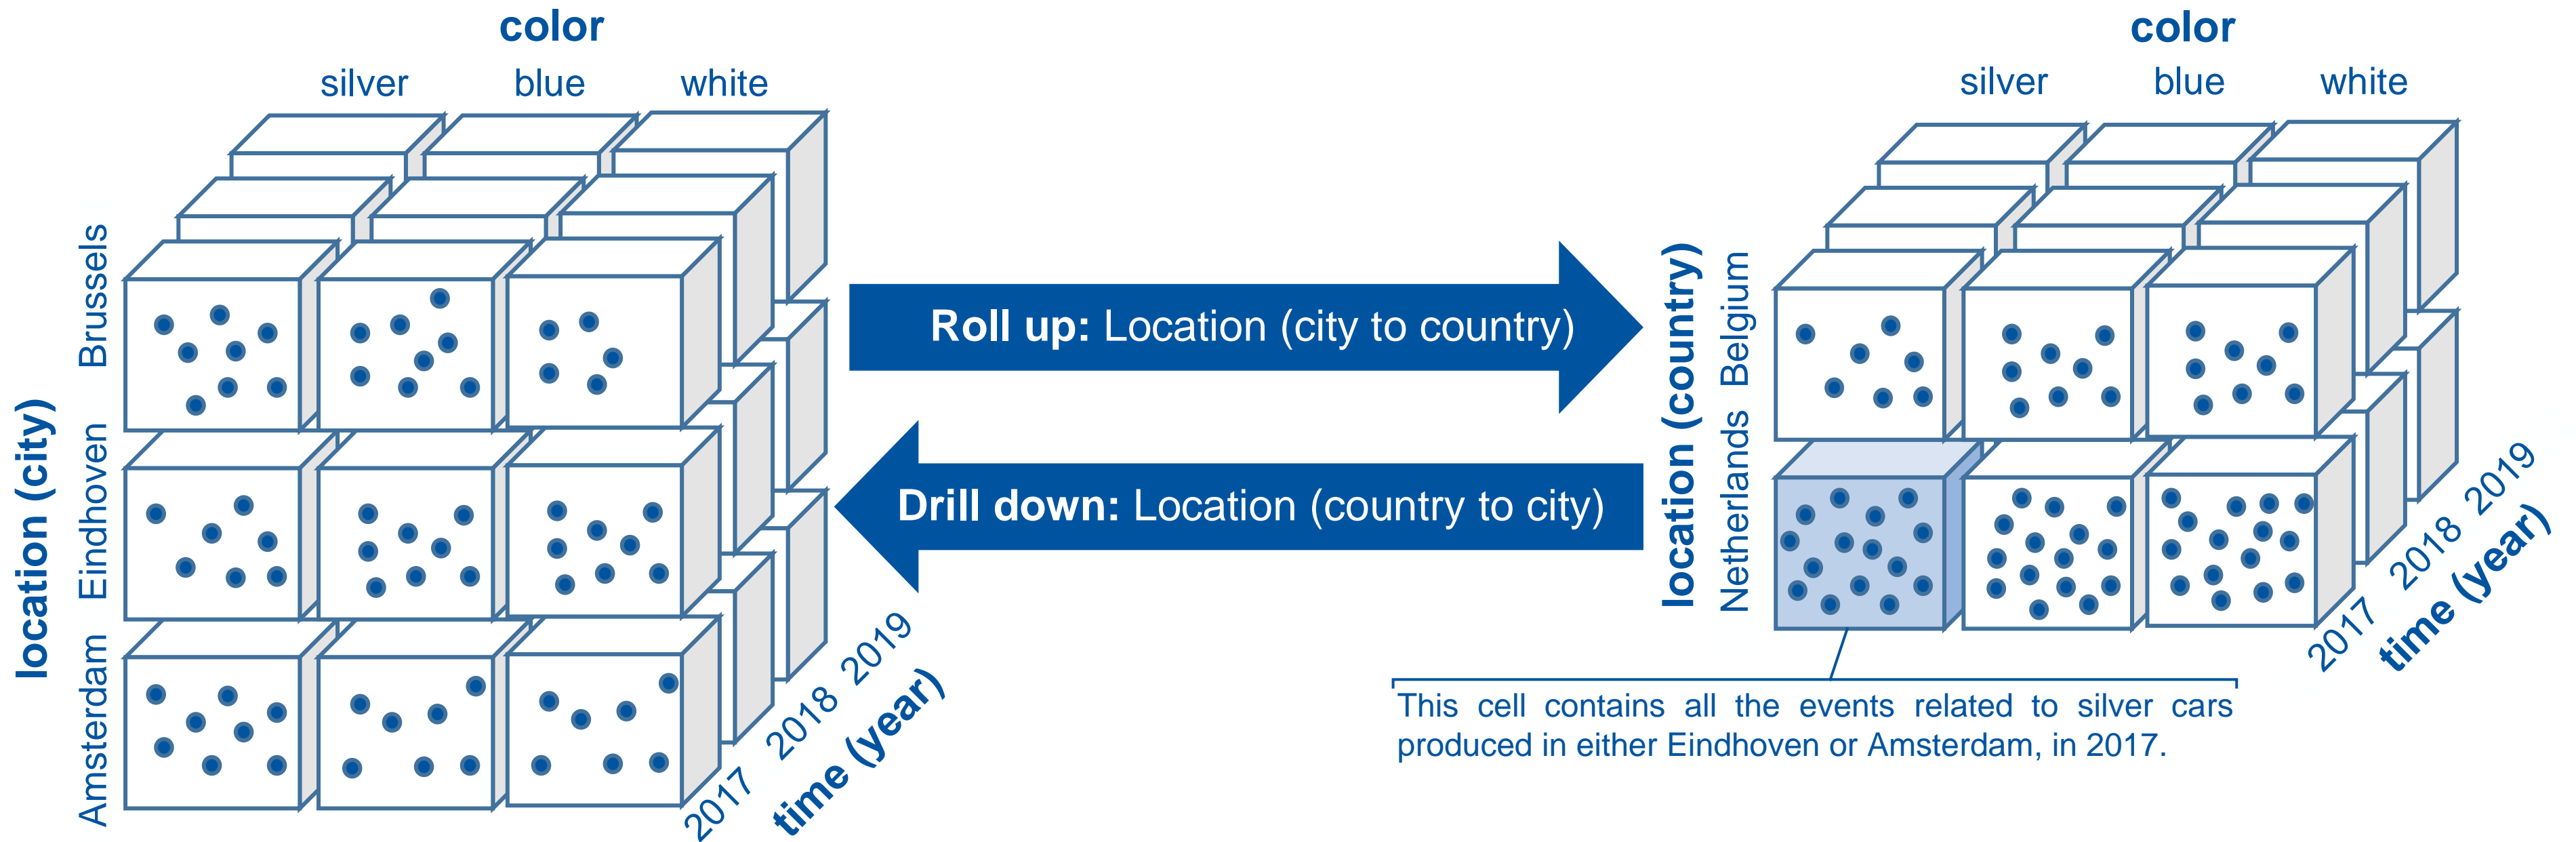 color
silver blue white
Brussels
Eindhoven
Amsterdam
location (city)
2017 2018 2019
time (year)
Roll up: Location (city to country)
Drill down: Location (country to city)
color
silver blue white
Belgium
Netherlands
location (country)
2017 2018 2019
time (year)
This cell contains all the events related to silver cars
produced in either Eindhoven or Amsterdam, in 2017.